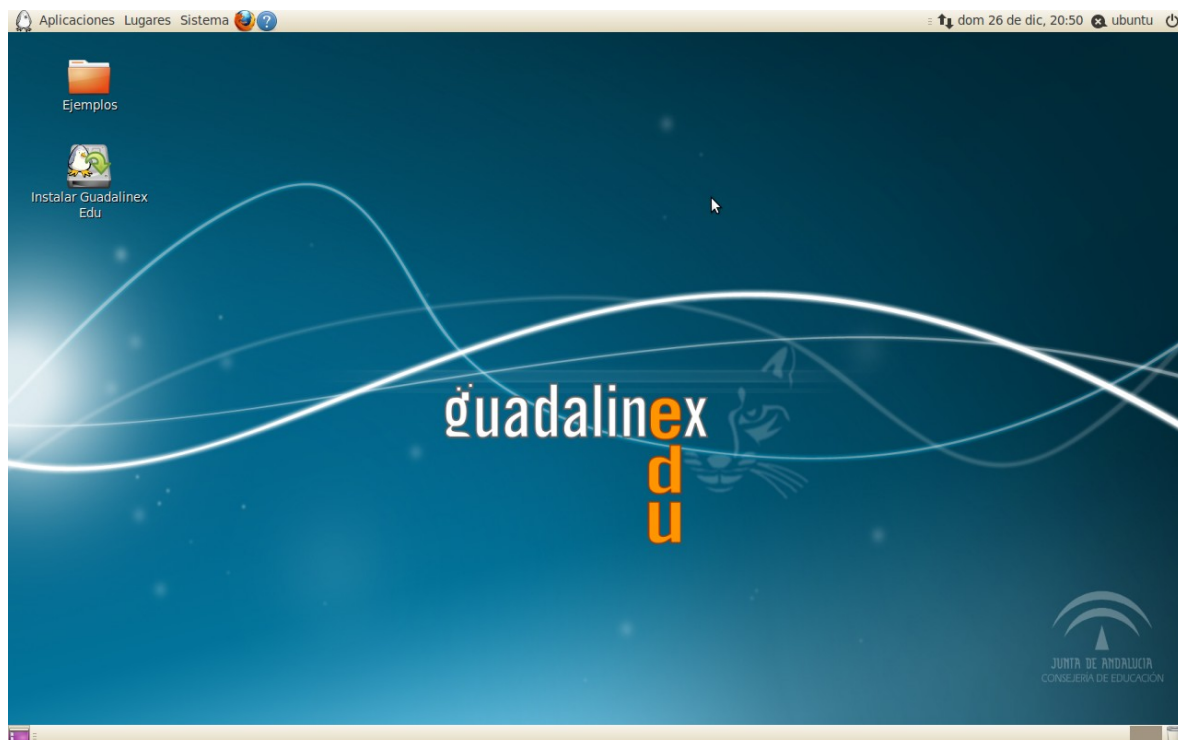 Aplicaciones Lugares Sistema ? dom 26 de dic, 20:50 ubuntu
Ejemplos
Instalar Guadalinex
Edu
guadalinex
edu
JUNTA DE ANDALUCIA
CONSEJERÍA DE EDUCACIÓN